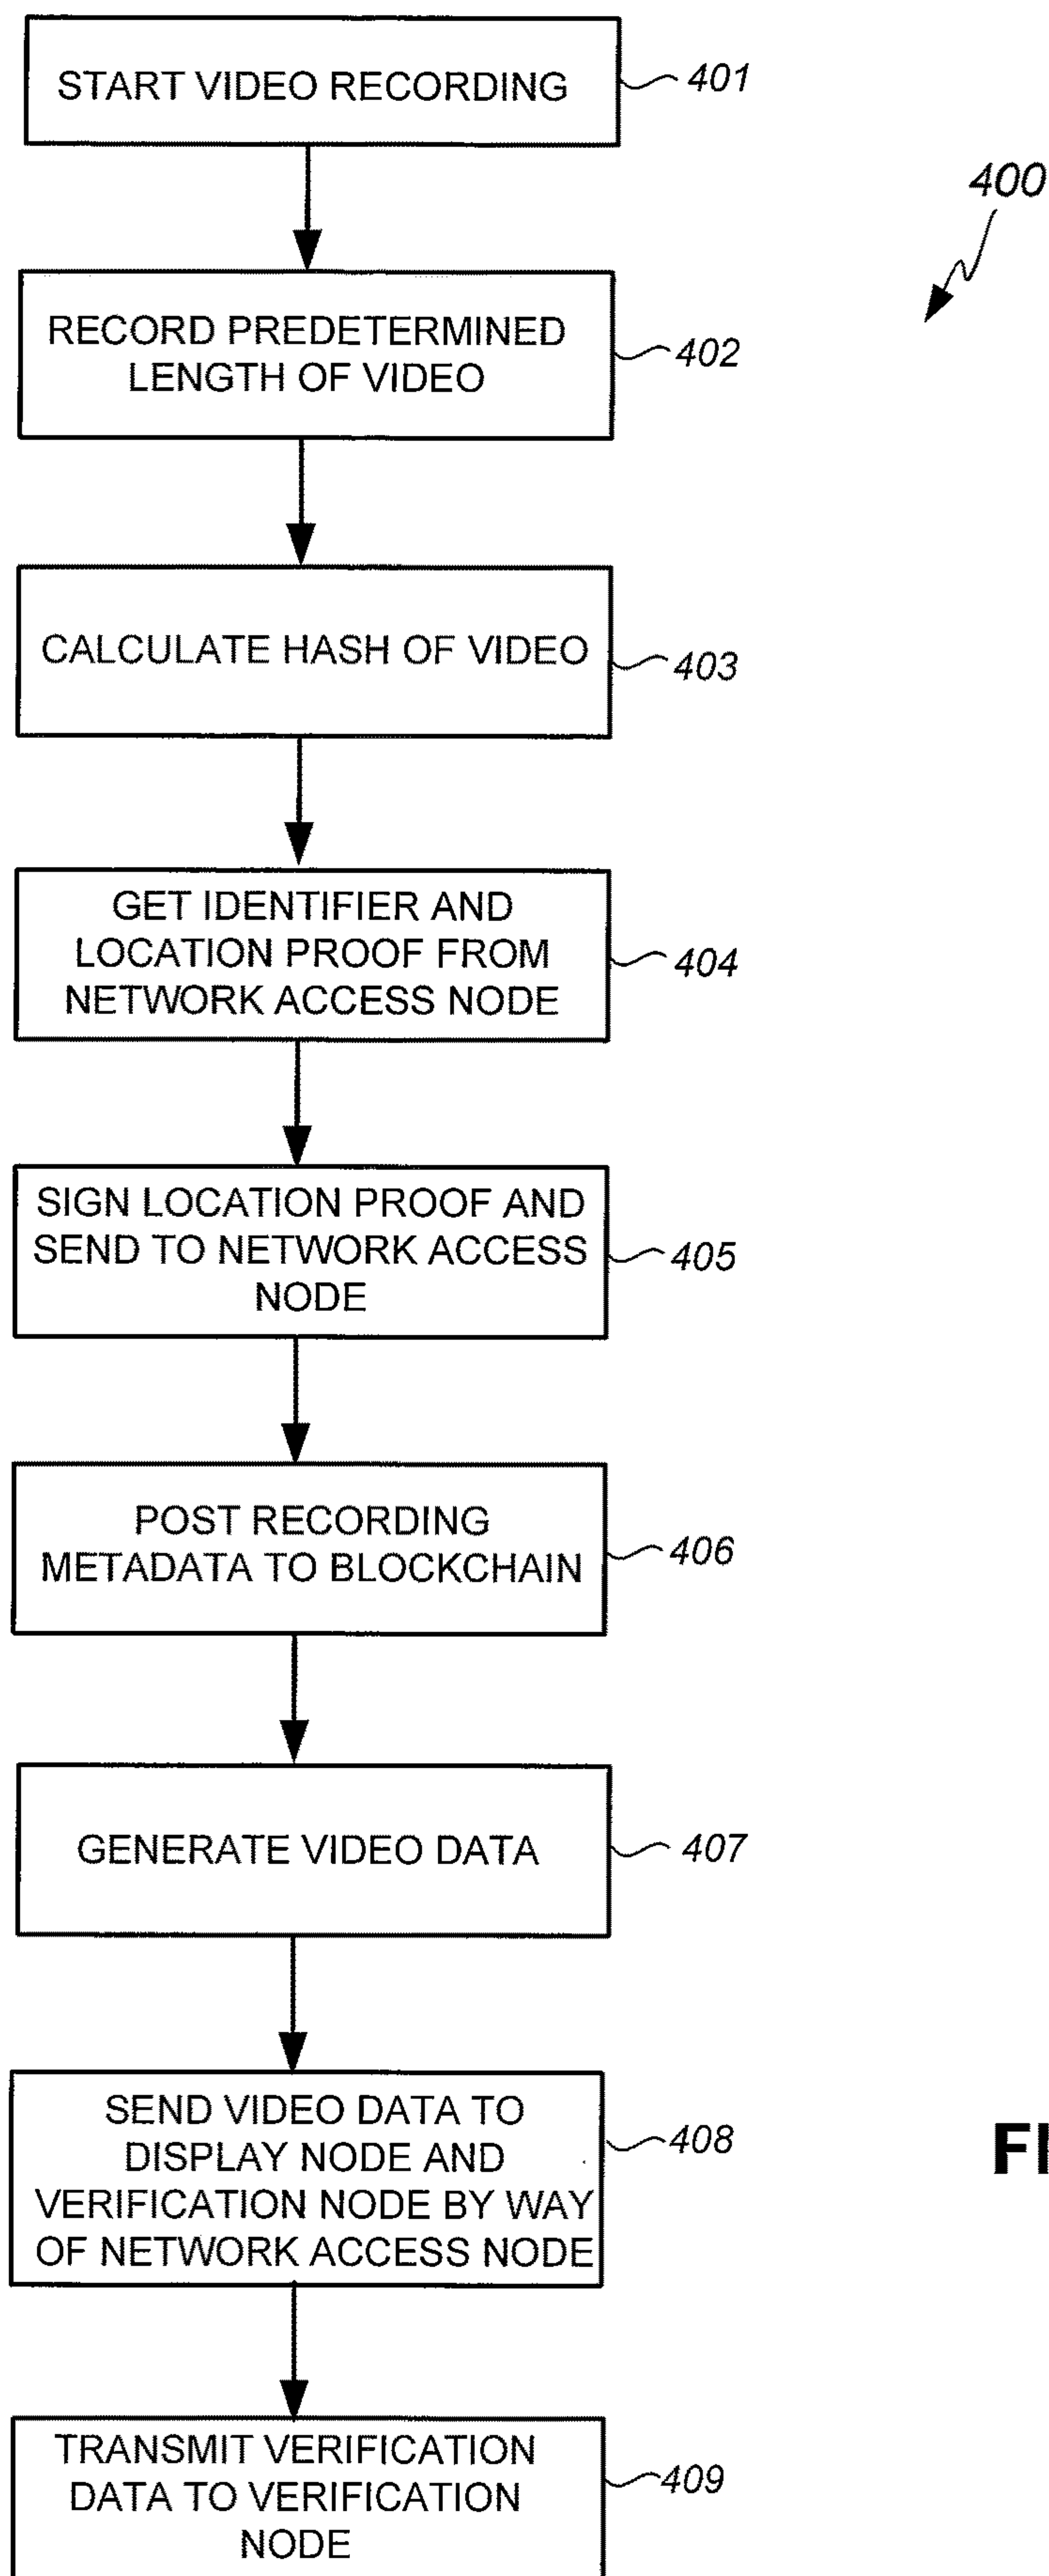 START VIDEO RECORDING
401
400
RECORD PREDETERMINED
LENGTH OF VIDEO
402
CALCULATE HASH OF VIDEO
403
GET IDENTIFIER AND
LOCATION PROOF FROM
NETWORK ACCESS NODE
404
SIGN LOCATION PROOF AND
SEND TO NETWORK ACCESS
NODE
405
POST RECORDING
METADATA TO BLOCKCHAIN
406
GENERATE VIDEO DATA
407
SEND VIDEO DATA TO
DISPLAY NODE AND
VERIFICATION NODE BY WAY
OF NETWORK ACCESS NODE
408
FI
TRANSMIT VERIFICATION
DATA TO VERIFICATION
NODE
409